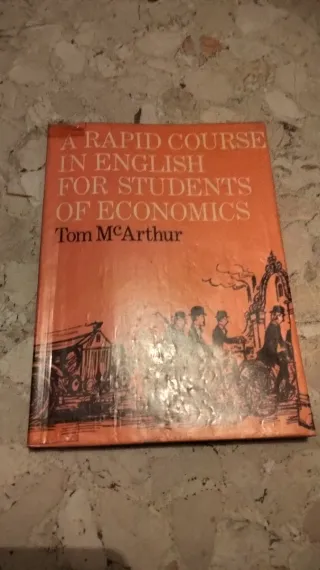 A RAPID COURSE
IN ENGLISH
FOR STUDENTS
OF ECONOMICS
Tom McArthur